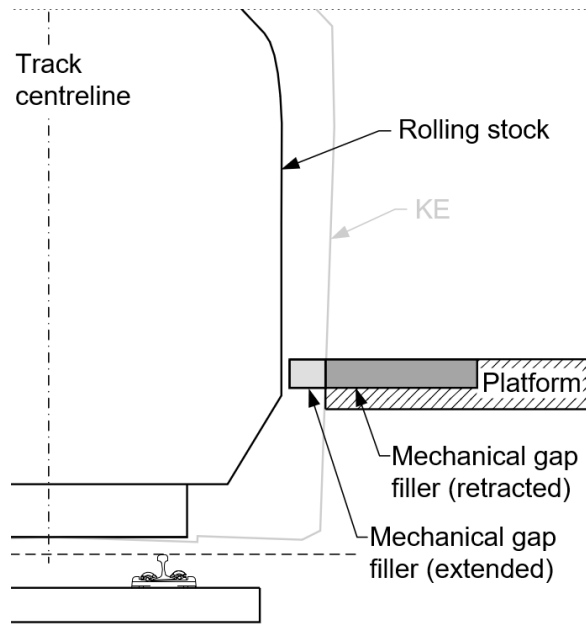 Track
centreline
Rolling stock
KE
Platform
Mechanical gap
filler (retracted)
Mechanical gap
filler (extended)